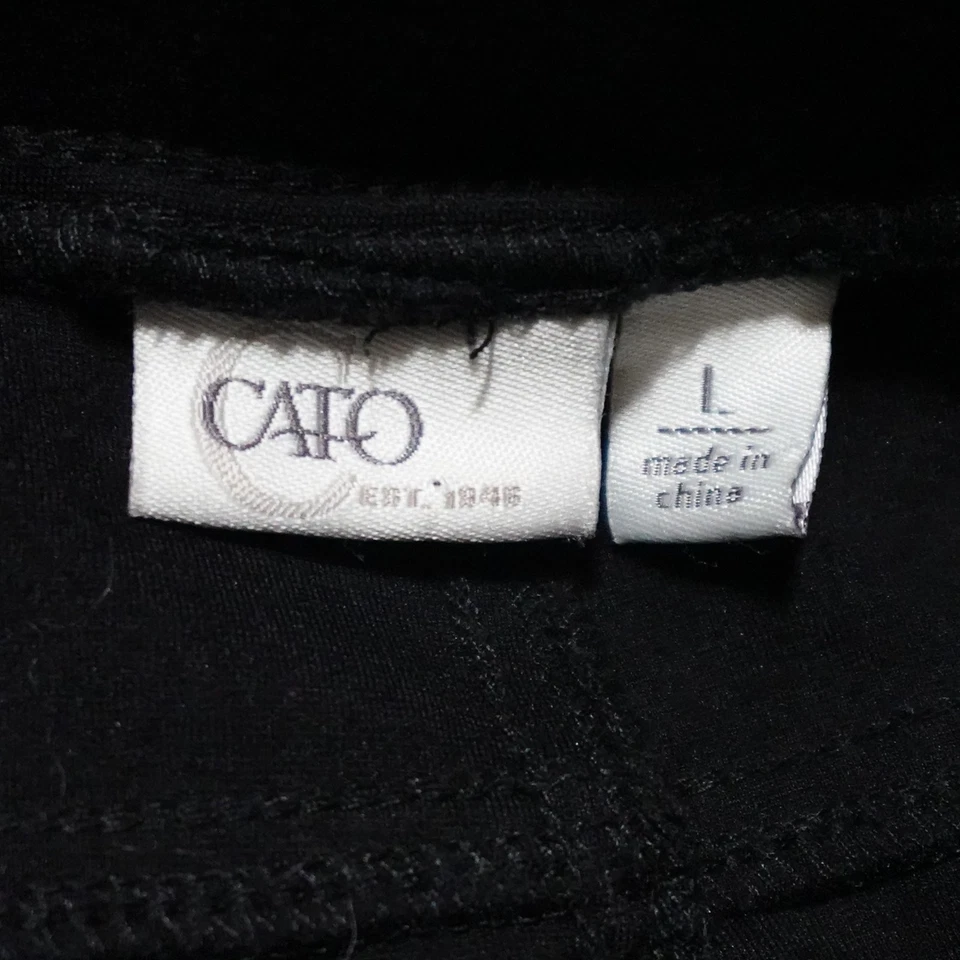 CATO
EST. 1946
L
made in
china